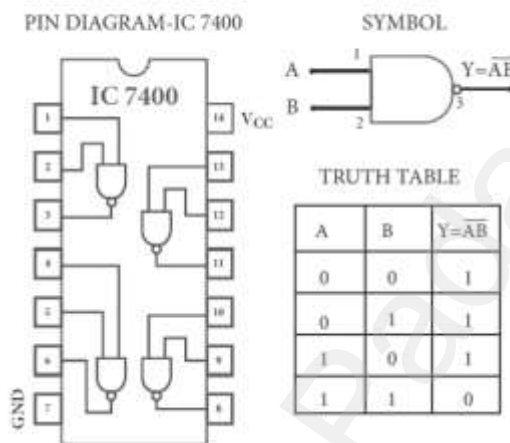 PIN DIAGRAM-IC 7400
IC 7400
1
2
3
4
5
6
7
GND
14 VCC
13
12
11
10
9
8
SYMBOL
A
1
B
2
3
Y=A̅B̅
TRUTH TABLE
A B Y=A̅B̅
0 0 1
0 1 1
1 0 1
1 1 0